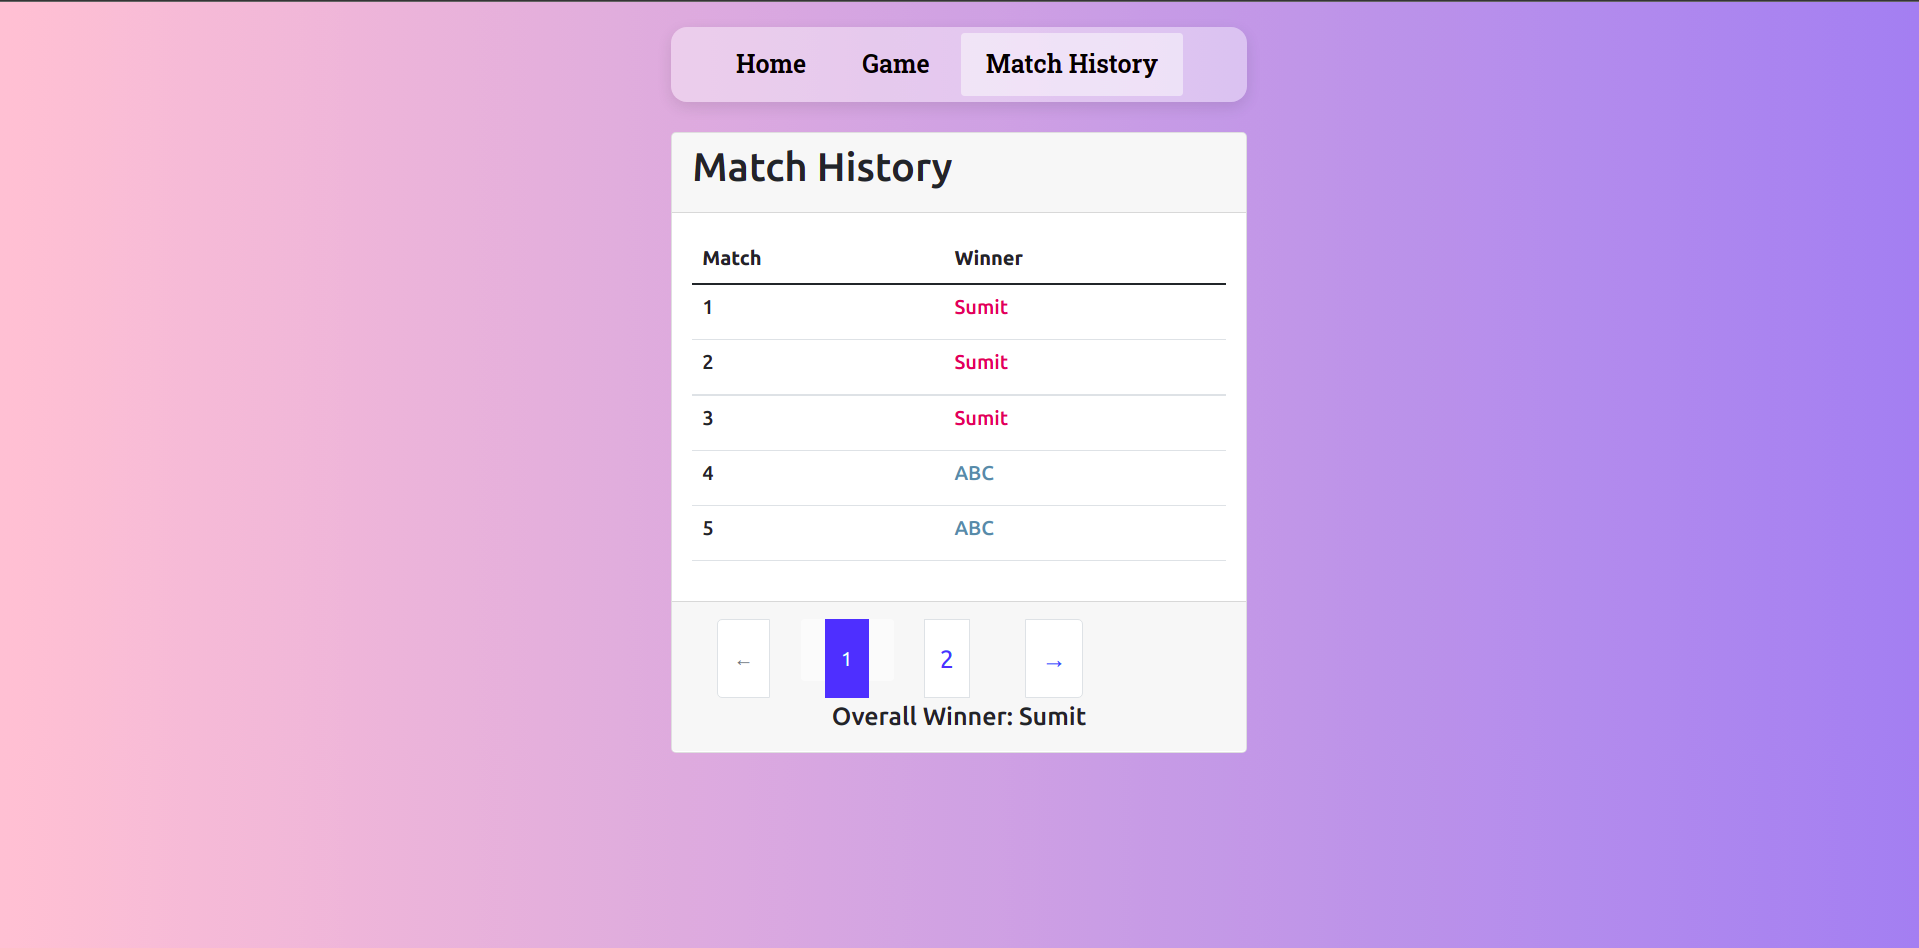 Home Game Match History
Match History
Match Winner
1 Sumit
2 Sumit
3 Sumit
4 ABC
5 ABC
← 1 2 →
Overall Winner: Sumit